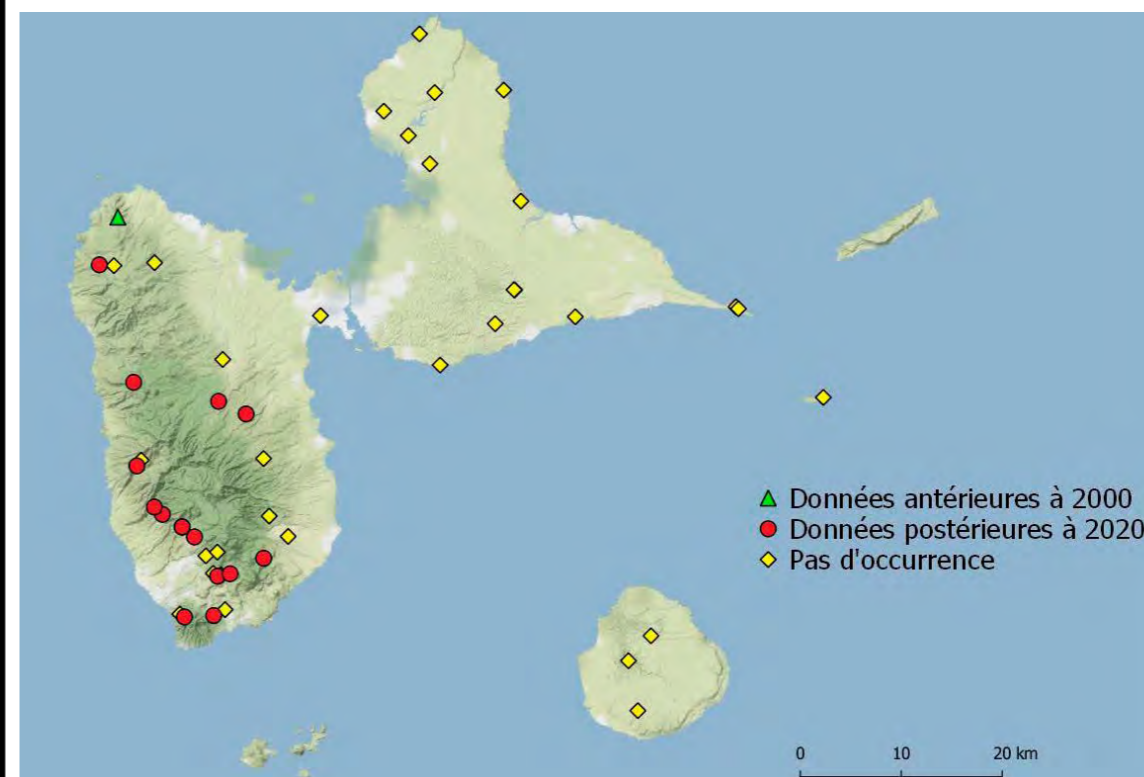 Données antérieures à 2000
Données postérieures à 2020
Pas d'occurrence
0 10 20 km